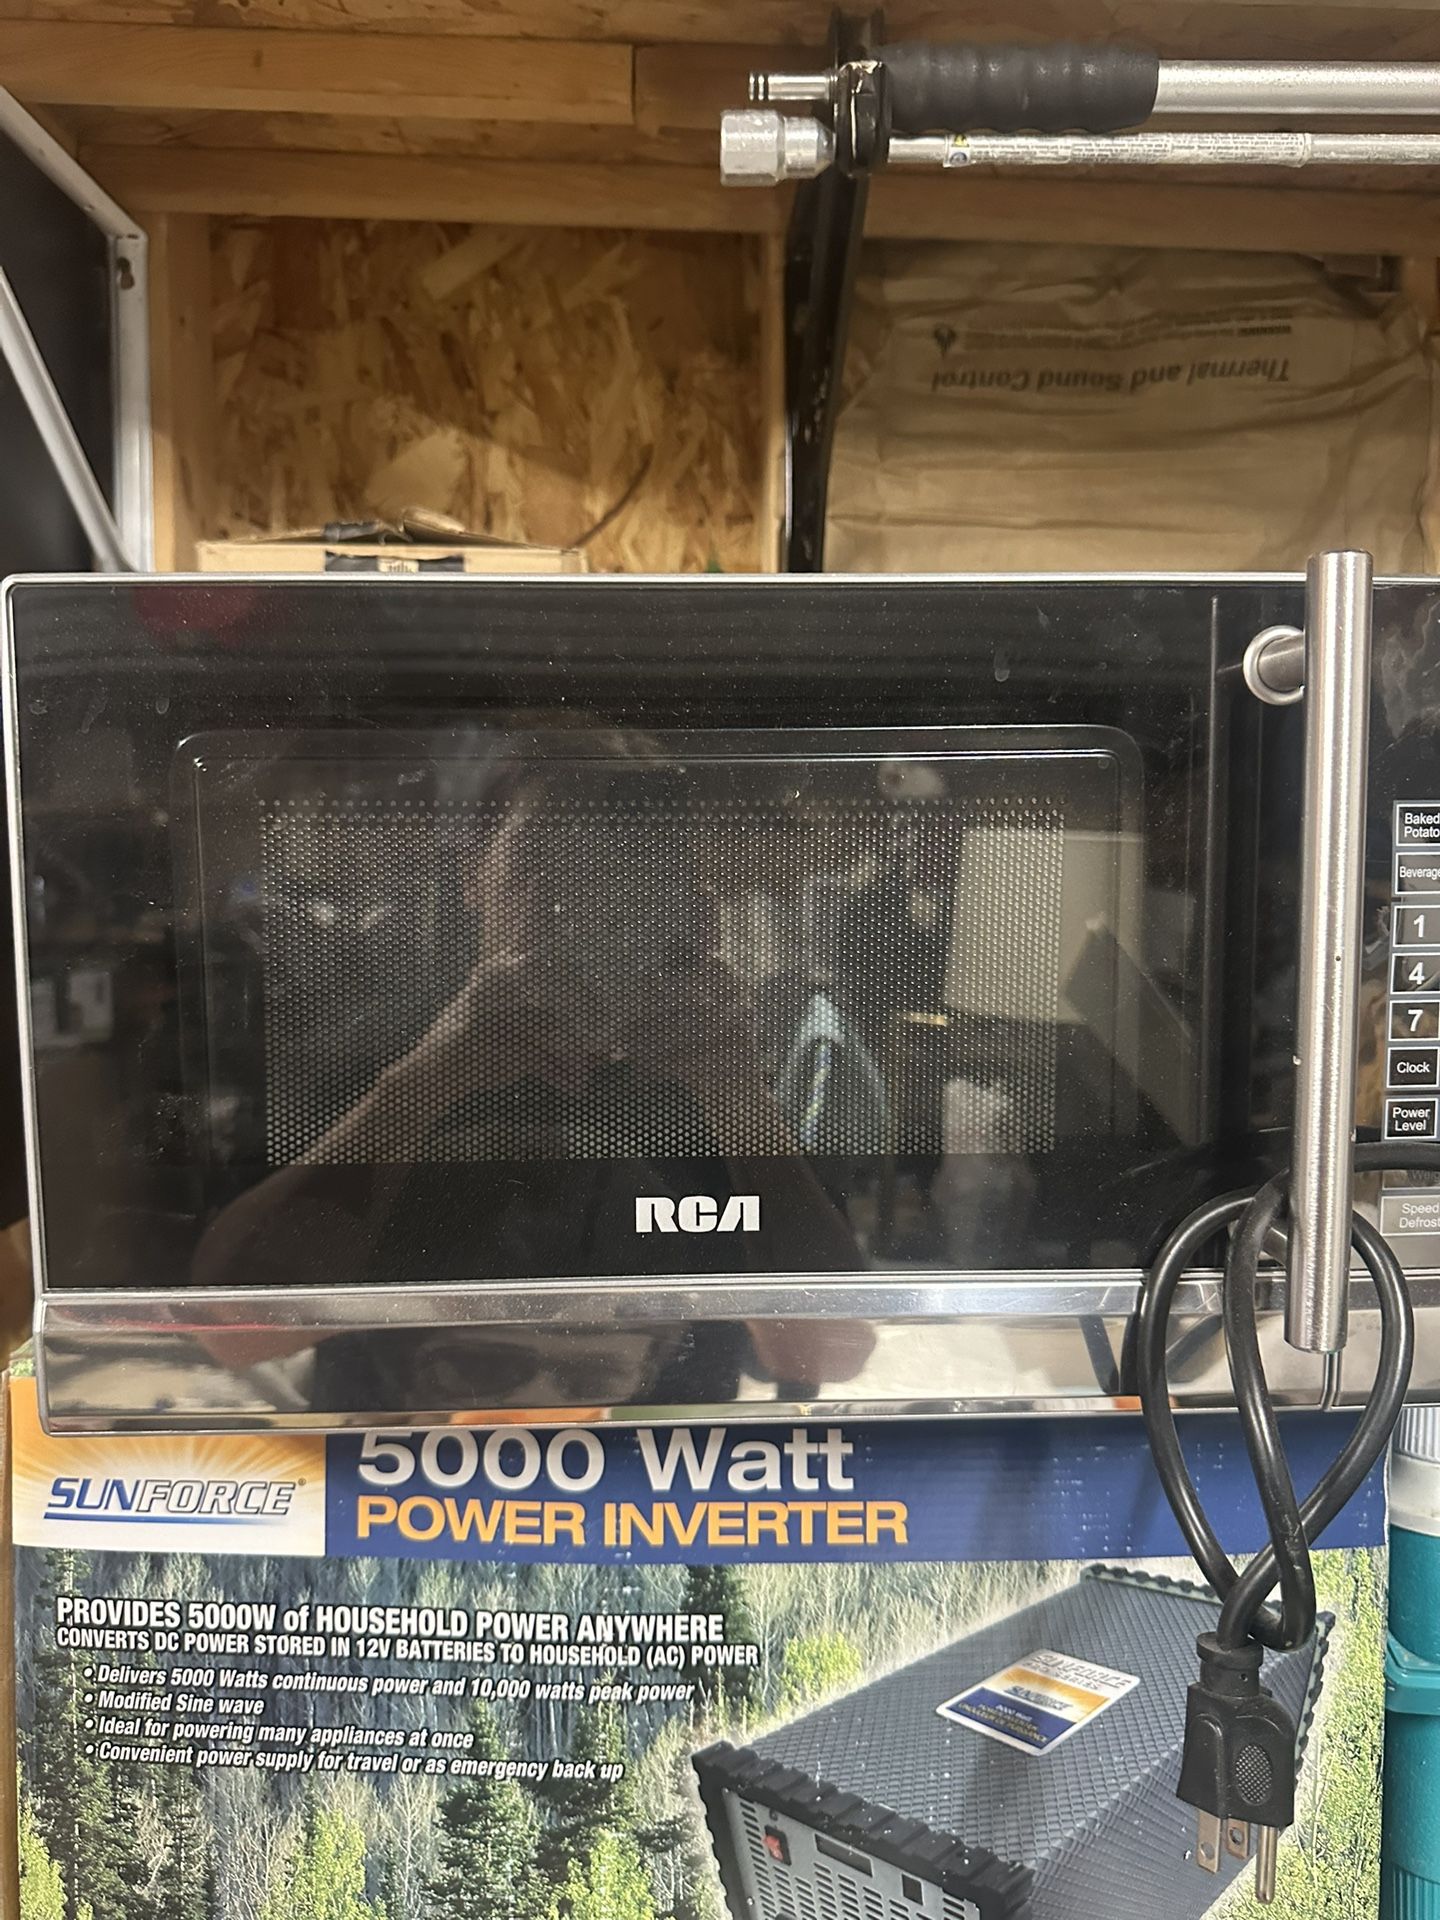 Thermal and Sound Control
WARNING
Baked
Potato
Beverage
1
4
7
Clock
Power
Level
Speed
Defrost
RCA
SUNFORCE®
5000 Watt
POWER INVERTER
PROVIDES 5000W of HOUSEHOLD POWER ANYWHERE
CONVERTS DC POWER STORED IN 12V BATTERIES TO HOUSEHOLD (AC) POWER
• Delivers 5000 Watts continuous power and 10,000 watts peak power
• Modified Sine wave
• Ideal for powering many appliances at once
• Convenient power supply for travel or as emergency back up
SUNFORCE